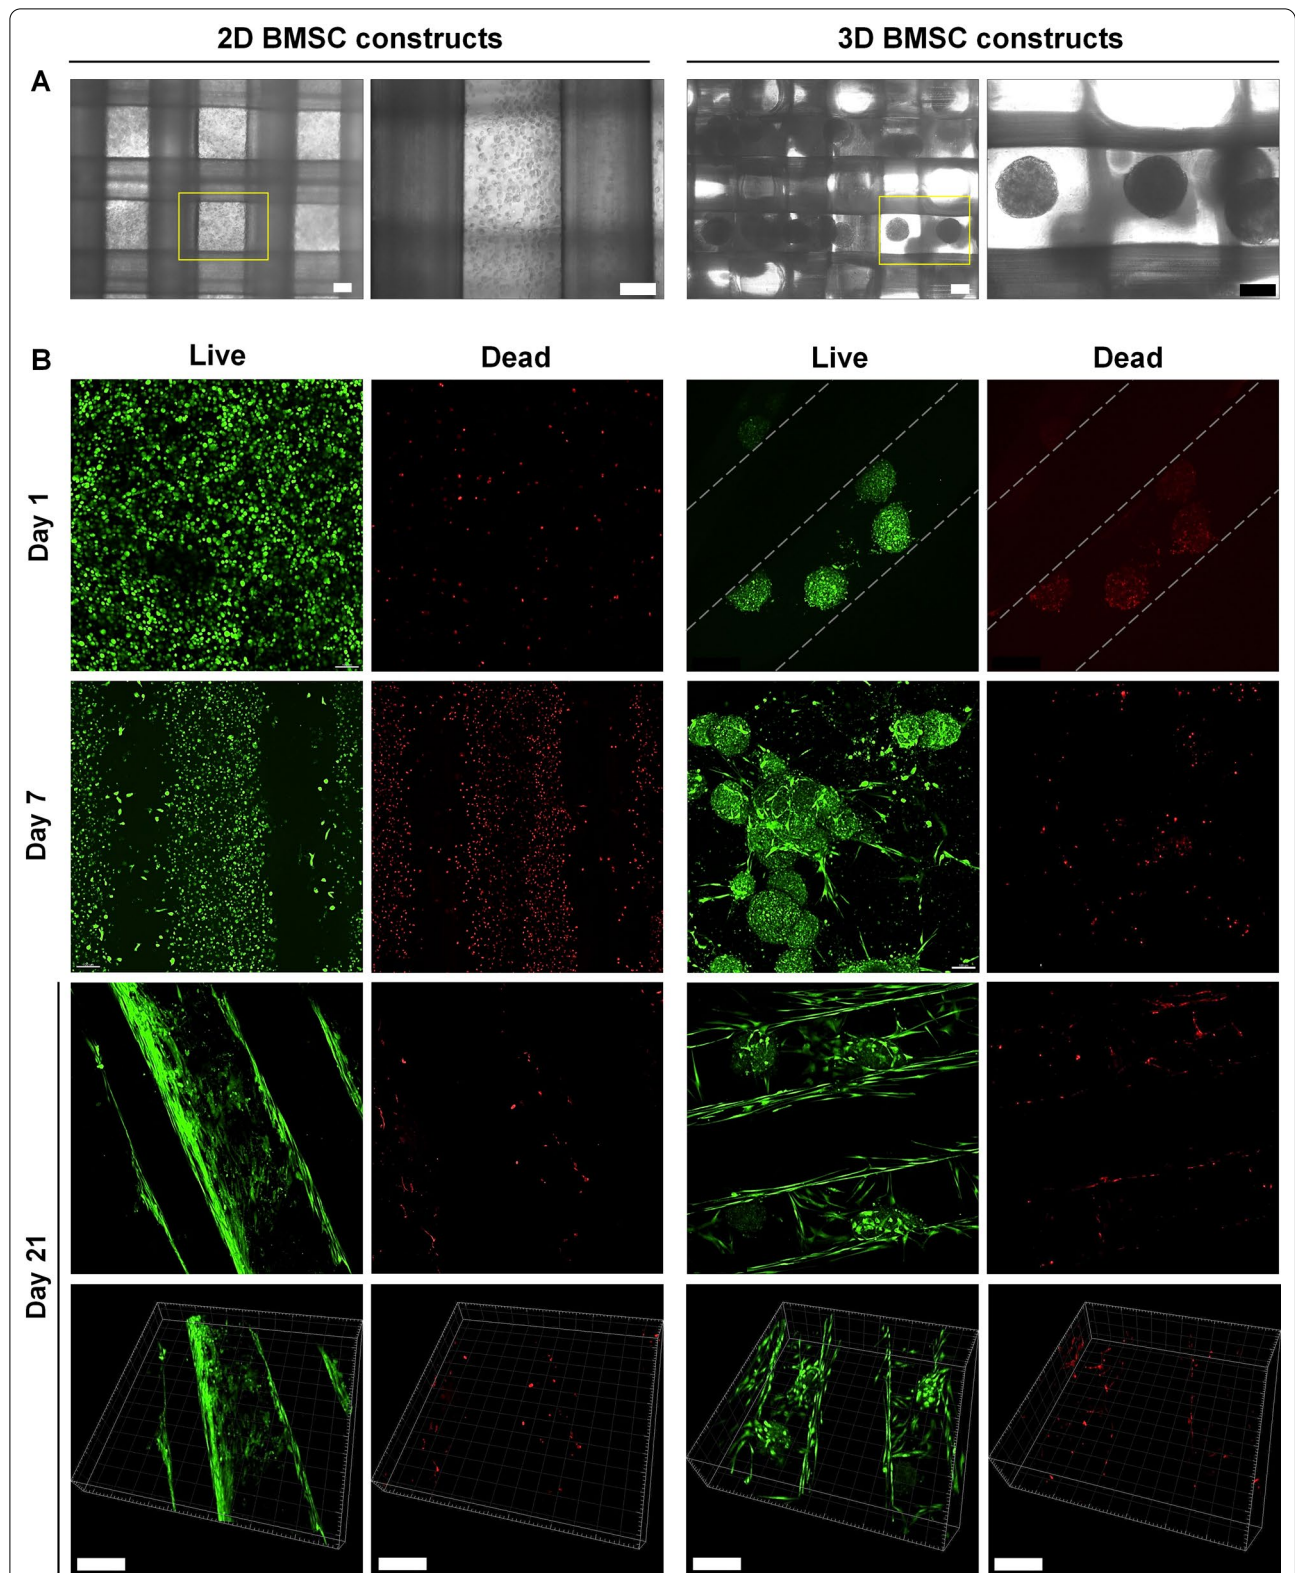 2D BMSC constructs
3D BMSC constructs
A
B
Live
Dead
Live
Dead
Day 1
Day 7
Day 21